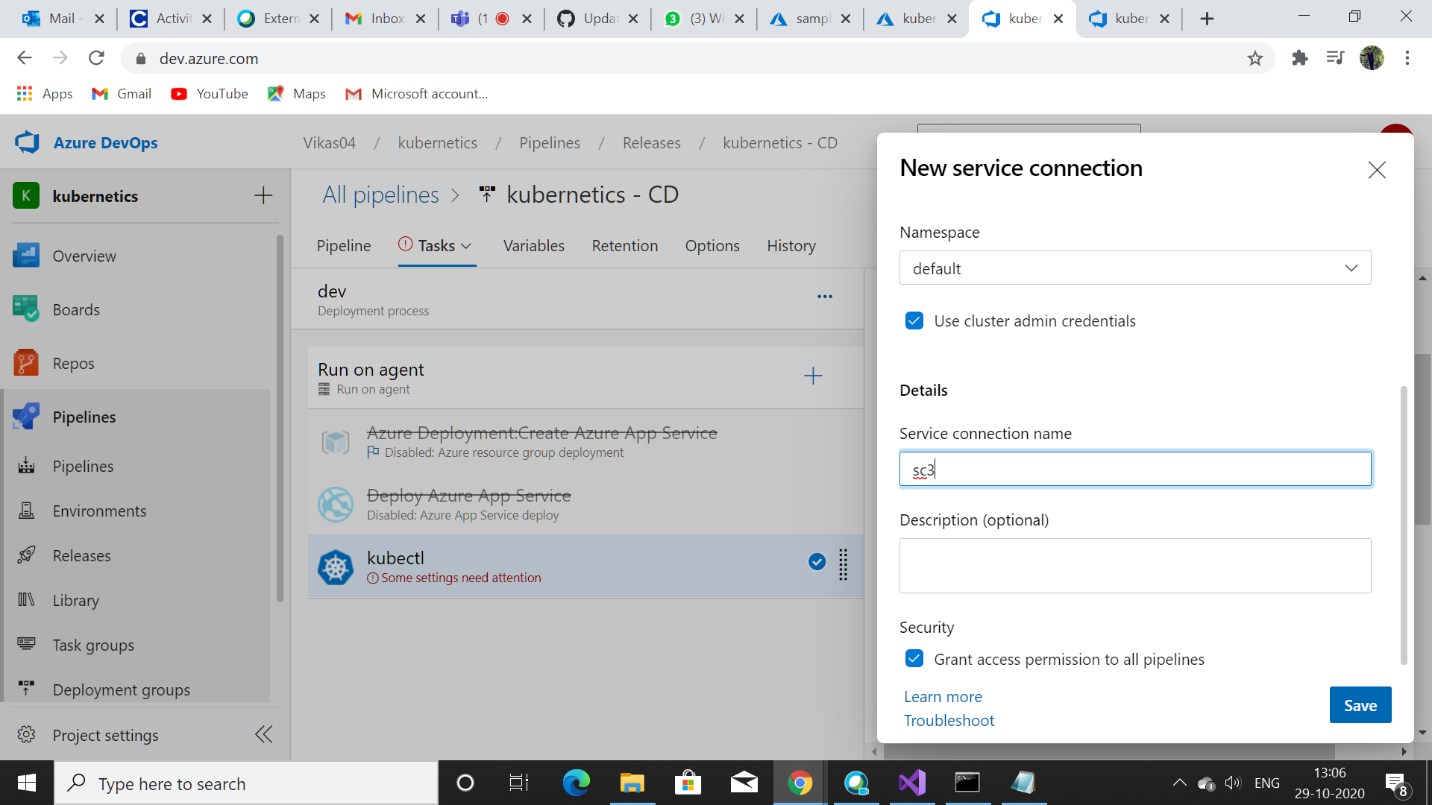 Mail -
Activit
Extern
Inbox
(1
Updat
(3) W
sampl
kuber
kuber
kuber
dev.azure.com
Apps
Gmail
YouTube
Maps
Microsoft account...
Azure DevOps
Vikas04 / kubernetics / Pipelines / Releases / kubernetics - CD
K kubernetics
Overview
Boards
Repos
Pipelines
Pipelines
Environments
Releases
Library
Task groups
Deployment groups
Project settings
All pipelines > kubernetics - CD
Pipeline
Tasks
Variables
Retention
Options
History
dev
Deployment process
Run on agent
Run on agent
Azure Deployment:Create Azure App Service
Disabled: Azure resource group deployment
Deploy Azure App Service
Disabled: Azure App Service deploy
kubectl
Some settings need attention
New service connection
Namespace
default
Use cluster admin credentials
Details
Service connection name
sc3
Description (optional)
Security
Grant access permission to all pipelines
Learn more
Troubleshoot
Save
Type here to search
ENG
13:06
29-10-2020
8